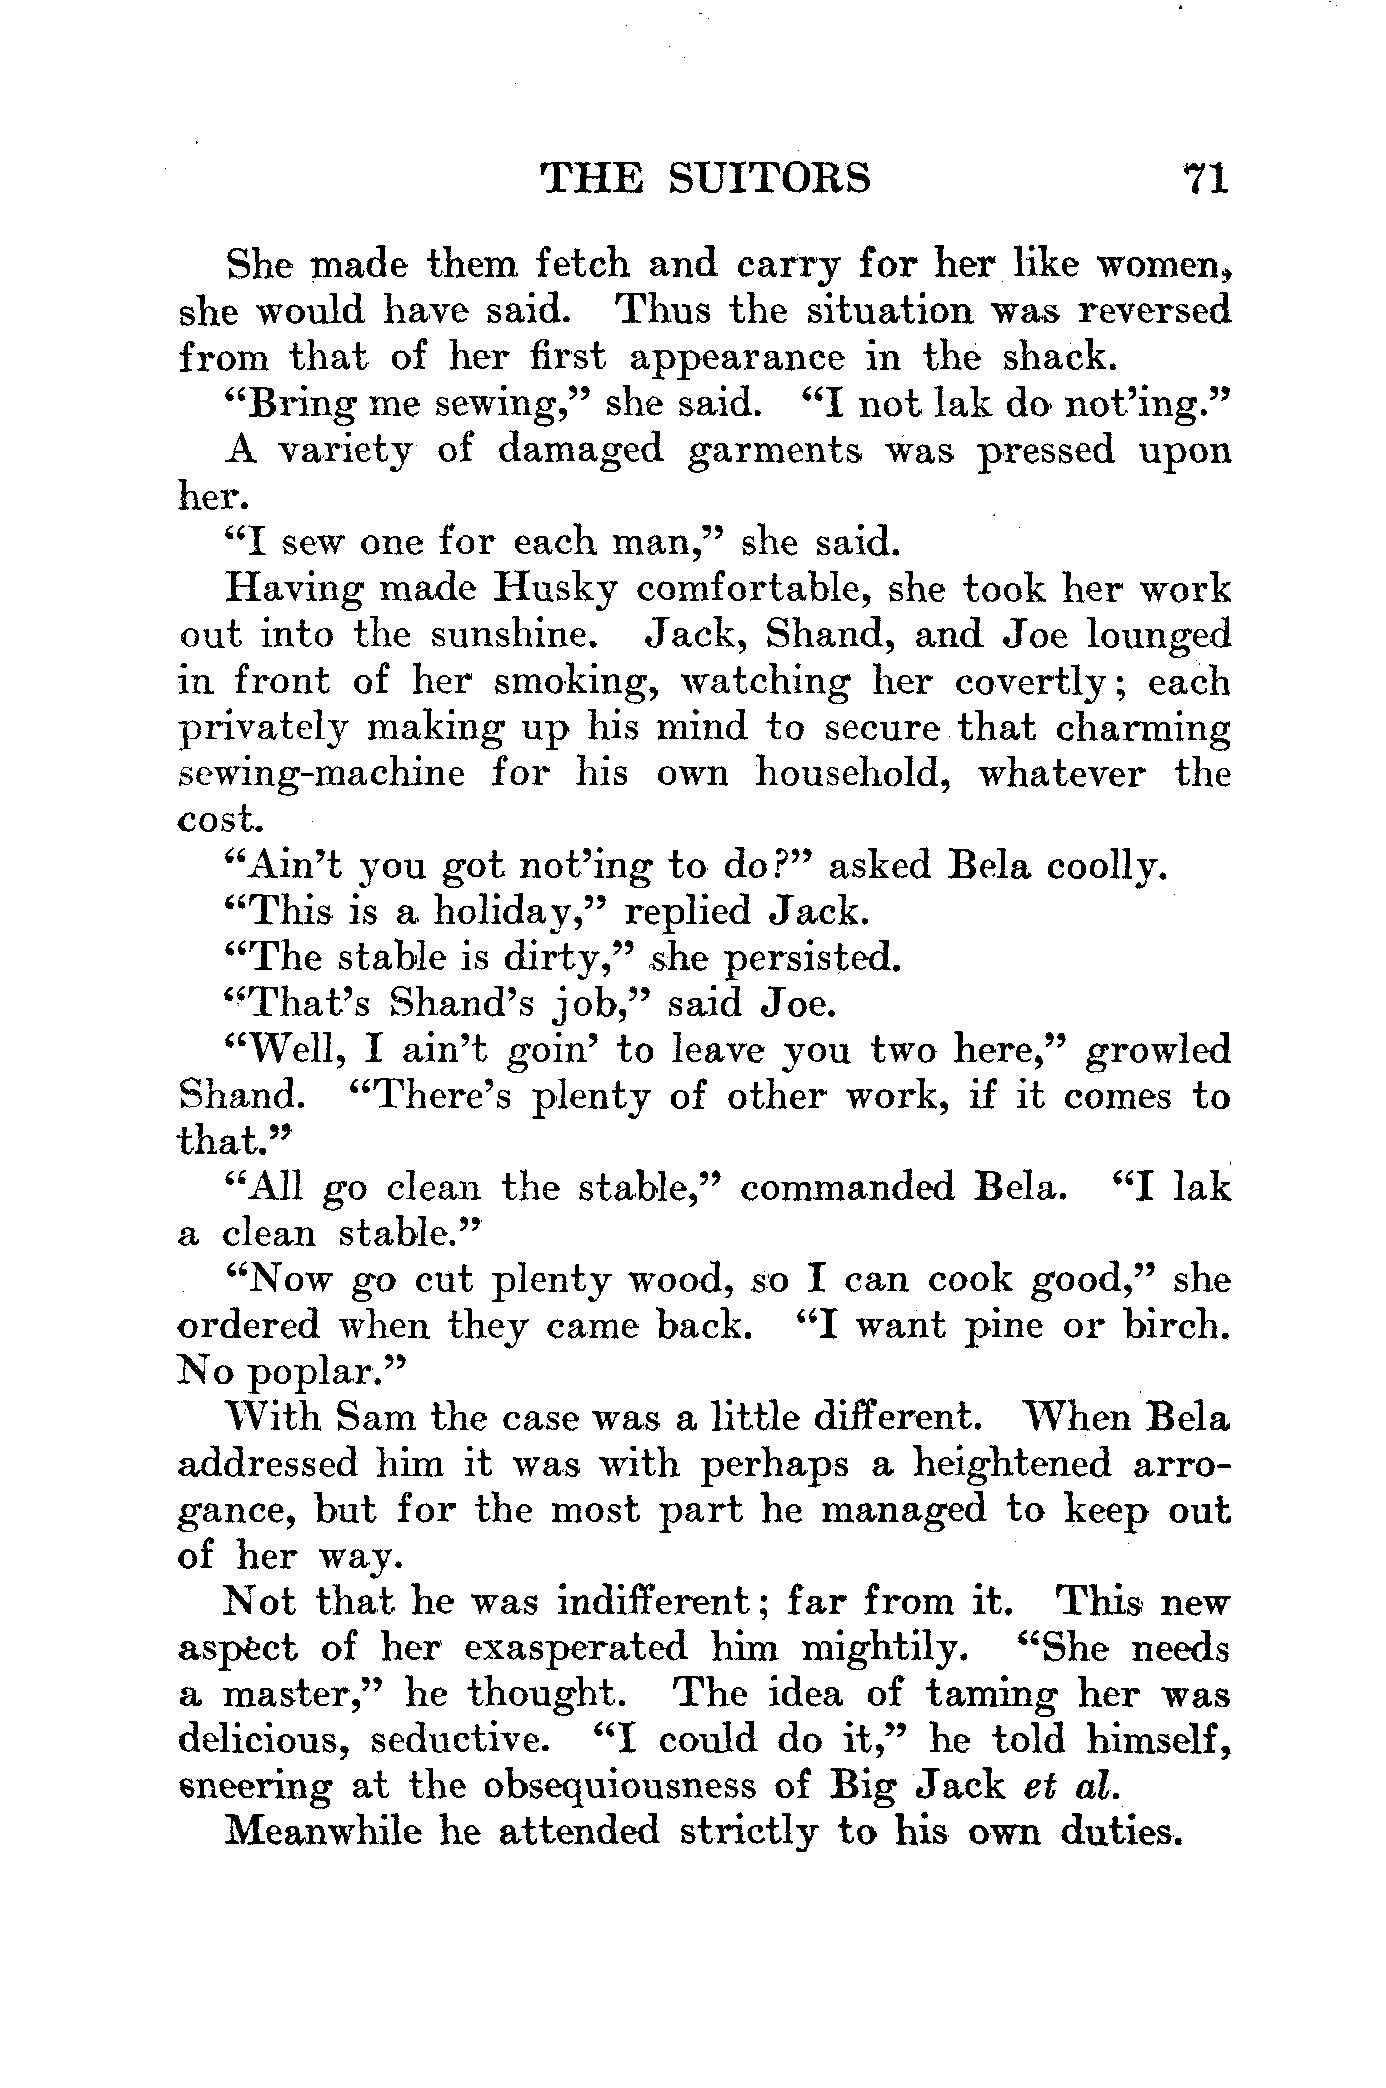 THE SUITORS 71
She made them fetch and carry for her like women,
she would have said. Thus the situation was reversed
from that of her first appearance in the shack.
“Bring me sewing,” she said. “I not lak do not’ing.”
A variety of damaged garments was pressed upon
her.
“I sew one for each man,” she said.
Having made Husky comfortable, she took her work
out into the sunshine. Jack, Shand, and Joe lounged
in front of her smoking, watching her covertly; each
privately making up his mind to secure that charming
sewing-machine for his own household, whatever the
cost.
“Ain’t you got not’ing to do?” asked Bela coolly.
“This is a holiday,” replied Jack.
“The stable is dirty,” she persisted.
“That’s Shand’s job,” said Joe.
“Well, I ain’t goin’ to leave you two here,” growled
Shand. “There’s plenty of other work, if it comes to
that.”
“All go clean the stable,” commanded Bela. “I lak
a clean stable.”
“Now go cut plenty wood, so I can cook good,” she
ordered when they came back. “I want pine or birch.
No poplar.”
With Sam the case was a little different. When Bela
addressed him it was with perhaps a heightened arro-
gance, but for the most part he managed to keep out
of her way.
Not that he was indifferent; far from it. This new
aspect of her exasperated him mightily. “She needs
a master,” he thought. The idea of taming her was
delicious, seductive. “I could do it,” he told himself,
sneering at the obsequiousness of Big Jack et al.
Meanwhile he attended strictly to his own duties.